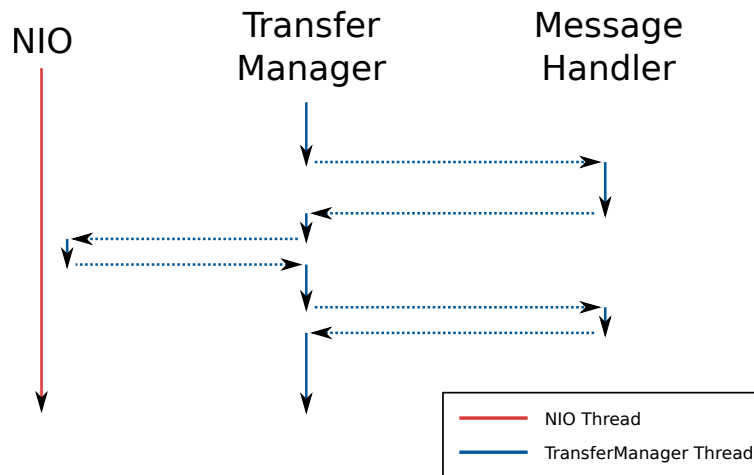 NIO
Transfer
Manager
Message
Handler
NIO Thread
TransferManager Thread